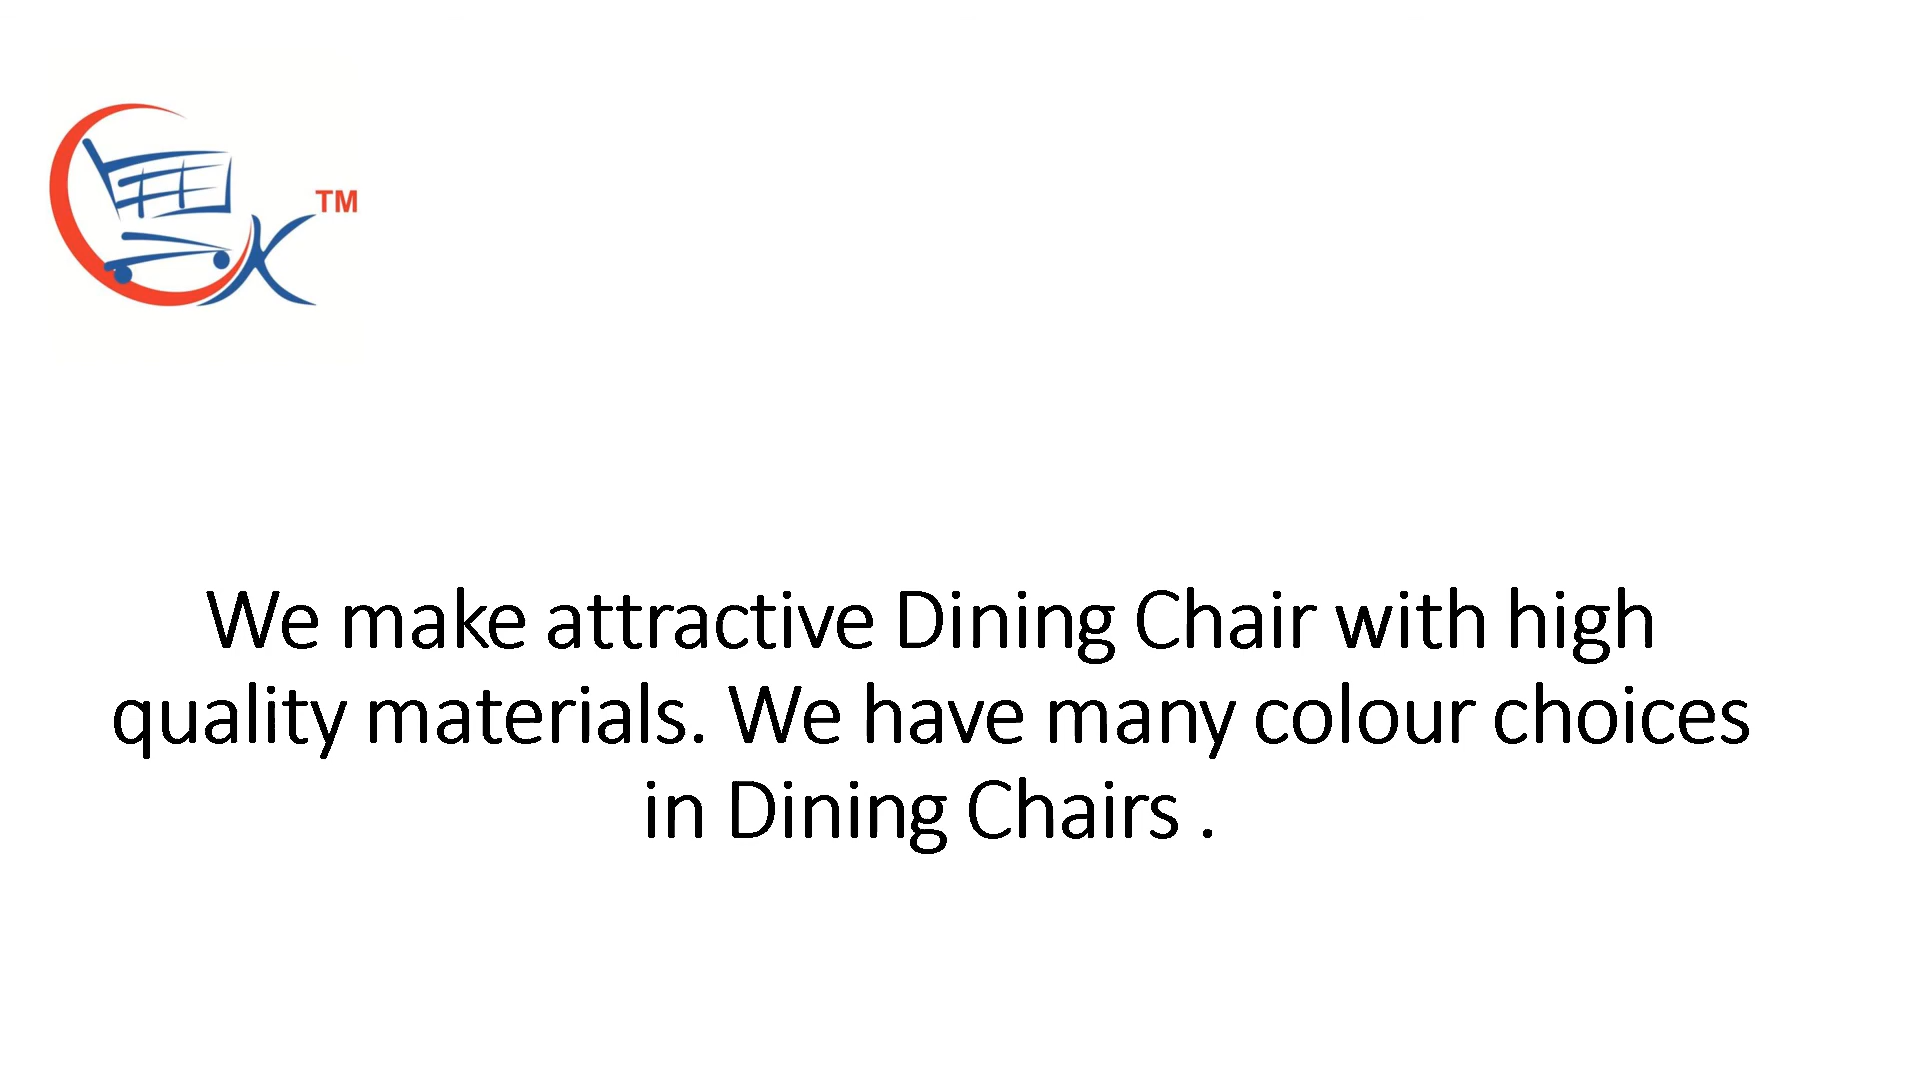 TM
We make attractive Dining Chair with high
quality materials. We have many colour choices
in Dining Chairs .